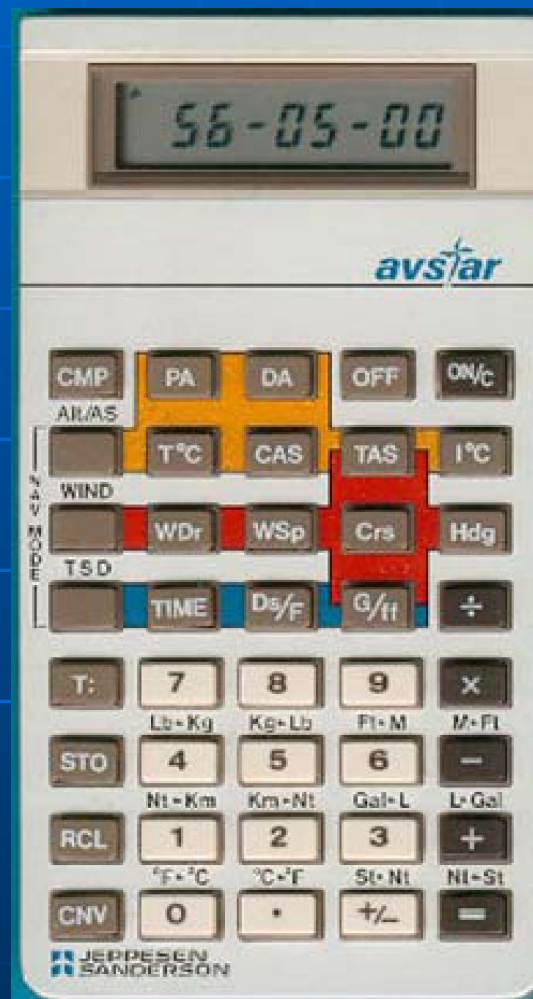 56-05-00
avstar
CMP PA DA OFF ON/C
Alt/AS
T°C CAS TAS I°C
WIND
WDr WSp Crs Hdg
TSD
TIME Ds/F G/ff ÷
NAV MODE
T: 7 8 9 ×
Lb-Kg Kg-Lb Ft-M M-Ft
STO 4 5 6 −
Nt-Km Km-Nt Gal-L L-Gal
RCL 1 2 3 +
°F-°C °C-°F St-Nt Nt-St
CNV 0 . +/− =
JEPPESEN
SANDERSON